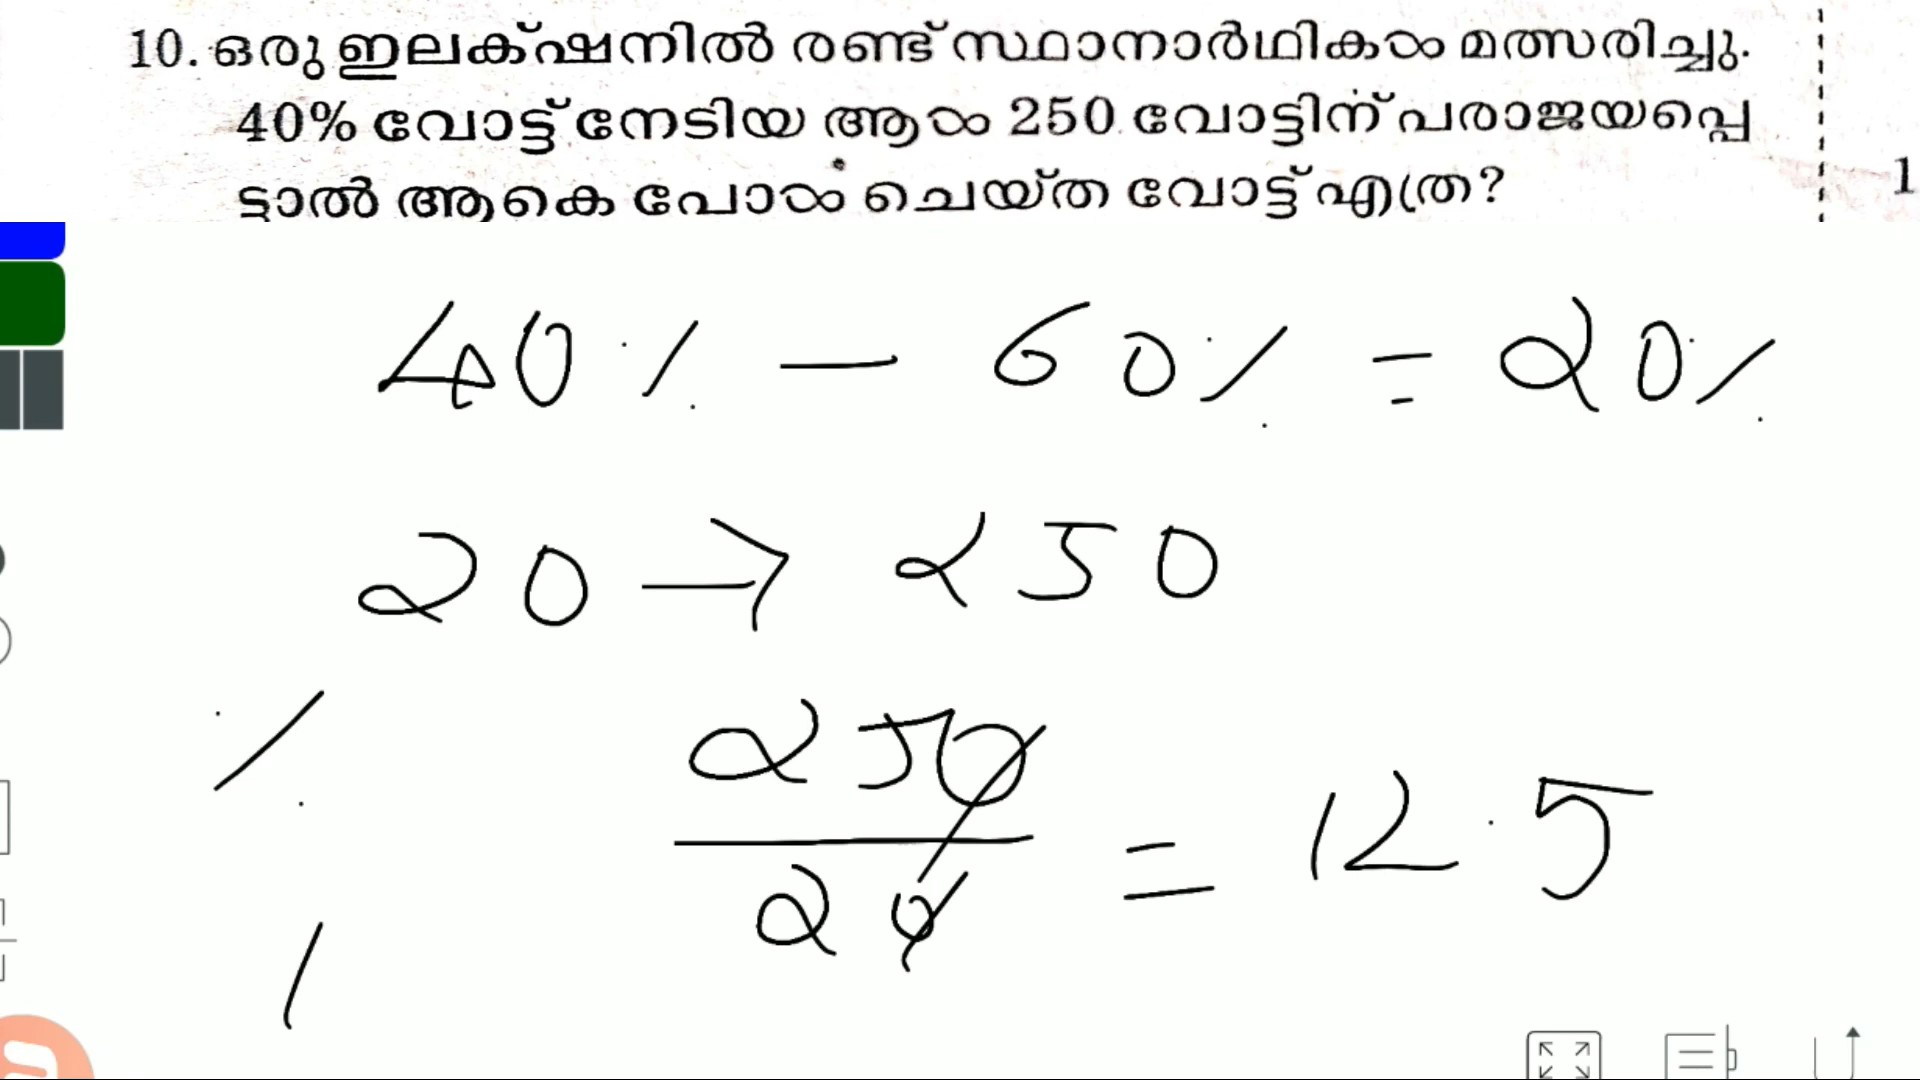 10. ഒരു ഇലക്ഷനിൽ രണ്ട് സ്ഥാനാർഥികൾ മത്സരിച്ചു.
40% വോട്ട് നേടിയ ആൾ 250 വോട്ടിന് പരാജയപ്പെ
ട്ടാൽ ആകെ പോൾ ചെയ്ത വോട്ട് എത്ര?
1
40% — 60% = 20%
20 → 250
% 250/20 = 12.5
1